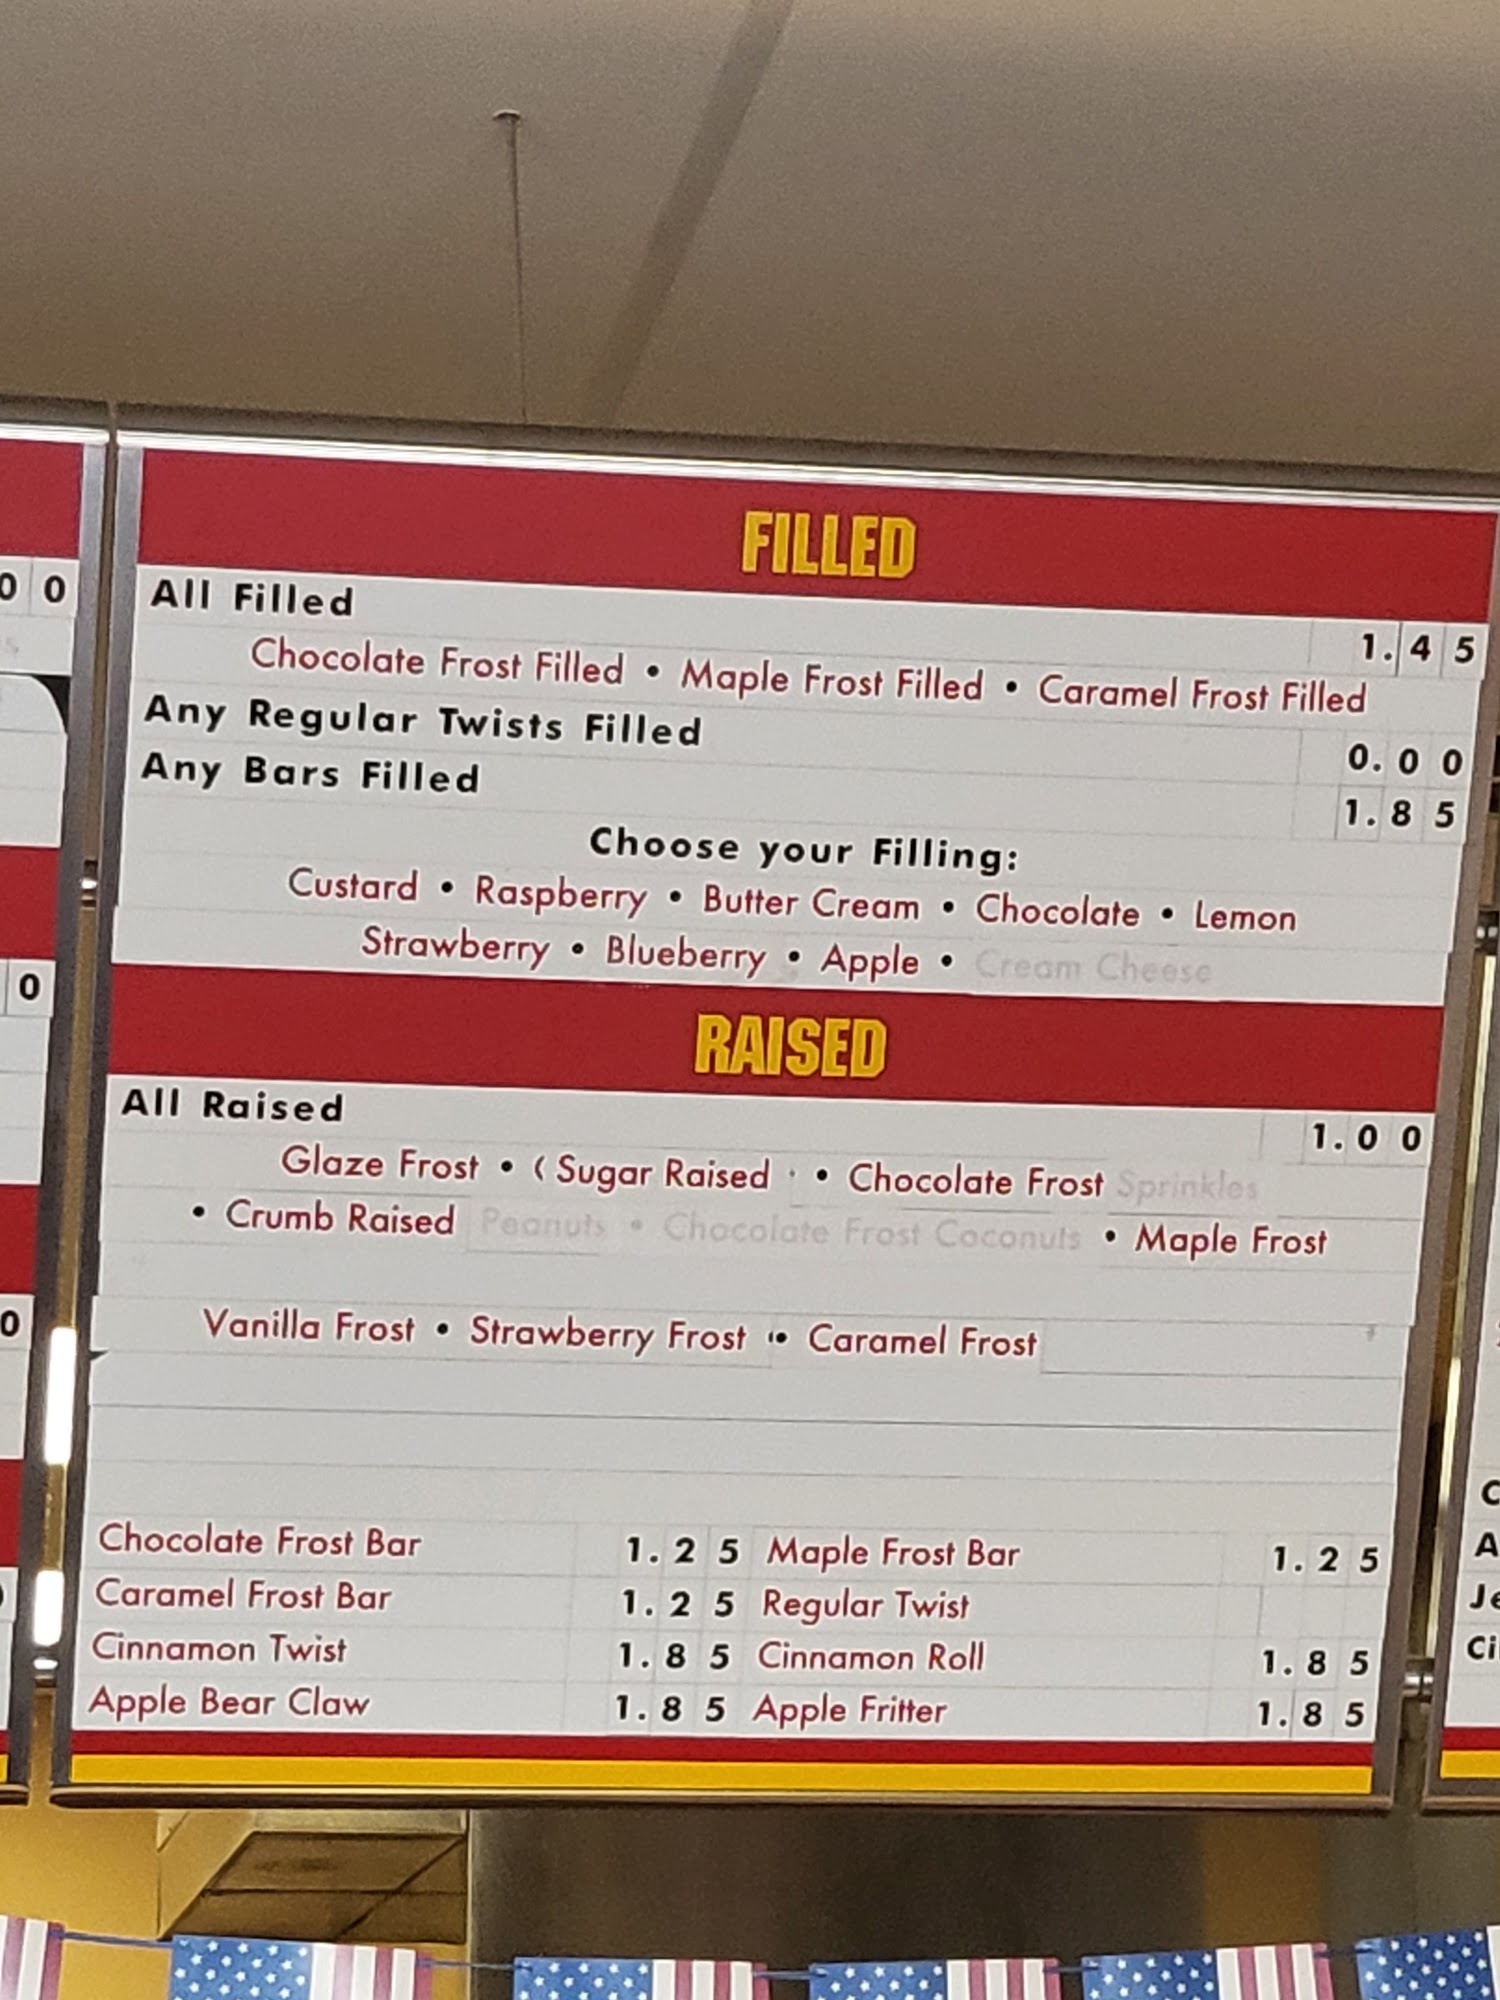 FILLED
All Filled 1.45
Chocolate Frost Filled • Maple Frost Filled • Caramel Frost Filled
Any Regular Twists Filled 0.00
Any Bars Filled 1.85
Choose your Filling:
Custard • Raspberry • Butter Cream • Chocolate • Lemon
Strawberry • Blueberry • Apple • Cream Cheese
RAISED
All Raised 1.00
Glaze Frost • ( Sugar Raised • Chocolate Frost Sprinkles
• Crumb Raised Peanuts • Chocolate Frost Coconuts • Maple Frost
Vanilla Frost • Strawberry Frost • Caramel Frost
Chocolate Frost Bar 1.25 Maple Frost Bar 1.25
Caramel Frost Bar 1.25 Regular Twist
Cinnamon Twist 1.85 Cinnamon Roll 1.85
Apple Bear Claw 1.85 Apple Fritter 1.85